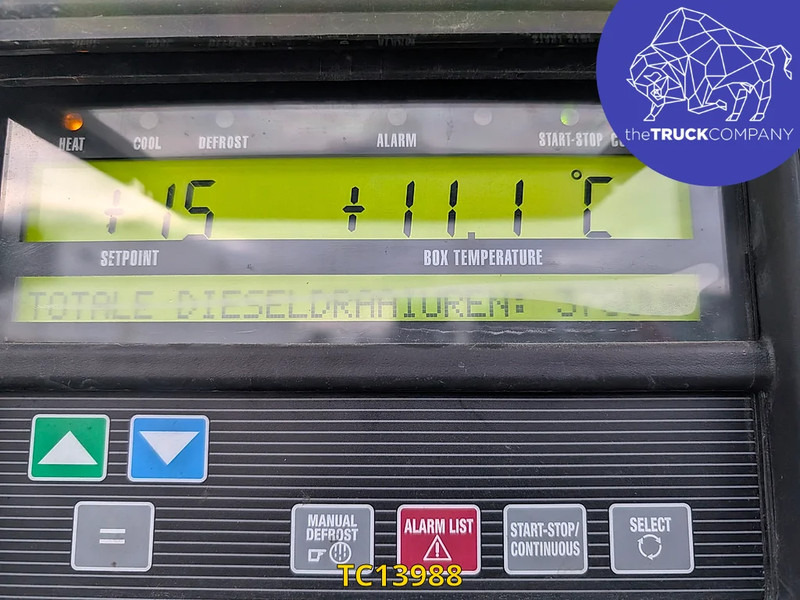 theTRUCKCOMPANY
HEAT COOL DEFROST ALARM START-STOP
+15 +11.1 °C
SETPOINT BOX TEMPERATURE
TOTALE DIESELDRAAIUREN:
MANUAL DEFROST
ALARM LIST
START-STOP/CONTINUOUS
SELECT
=
TC13988